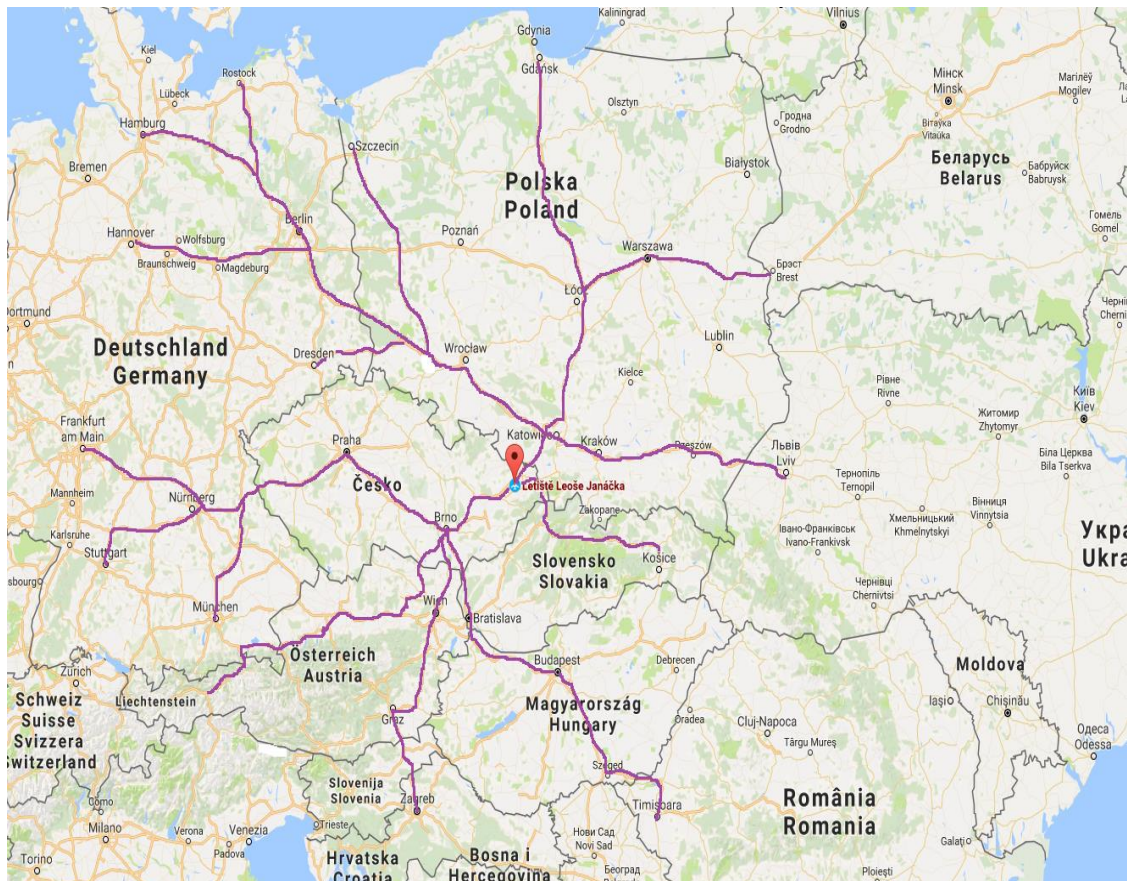 Kaliningrad
Vilnius
Gdynia
Gdańsk
Kiel
Rostock
Lübeck
Hamburg
Olsztyn
Гродна
Grodno
Мінск
Minsk
Магілёў
Mogilev
Вітаўка
Vitaŭka
Szczecin
Bremen
Białystok
Беларусь
Belarus
Бабруйск
Babruysk
Polska
Poland
Гомель
Gomel
Berlin
Hannover
Wolfsburg
Braunschweig
Magdeburg
Poznań
Warszawa
Брэст
Brest
Dortmund
Lublin
Deutschland
Germany
Dresden
Wrocław
Kielce
Рівне
Rivne
Київ
Kiev
Житомир
Zhytomyr
Frankfurt
am Main
Praha
Kraków
Rzeszów
Львів
Lviv
Біла Церква
Bila Tserkva
Česko
Letiště Leoše Janáčka
Тернопіль
Ternopil
Mannheim
Nürnberg
Zakopane
Хмельницький
Khmelnytskyi
Вінниця
Vinnytsia
Karlsruhe
Brno
Івано-Франківськ
Ivano-Frankivsk
Stuttgart
Slovensko
Slovakia
Košice
Чернівці
Chernivtsi
München
Wien
Bratislava
Österreich
Austria
Budapest
Debrecen
Moldova
Zürich
Liechtenstein
Schweiz
Suisse
Svizzera
Switzerland
Graz
Magyarország
Hungary
Oradea
Cluj-Napoca
Iași
Chișinău
Târgu Mureș
Одеса
Odessa
Szeged
Slovenija
Slovenia
Zagreb
Timișoara
România
Romania
Como
Milano
Verona
Venezia
Padova
Trieste
Нови Сад
Novi Sad
Galați
Torino
Hrvatska
Croatia
Bosna i
Hercegovina
Београд
Ploiești